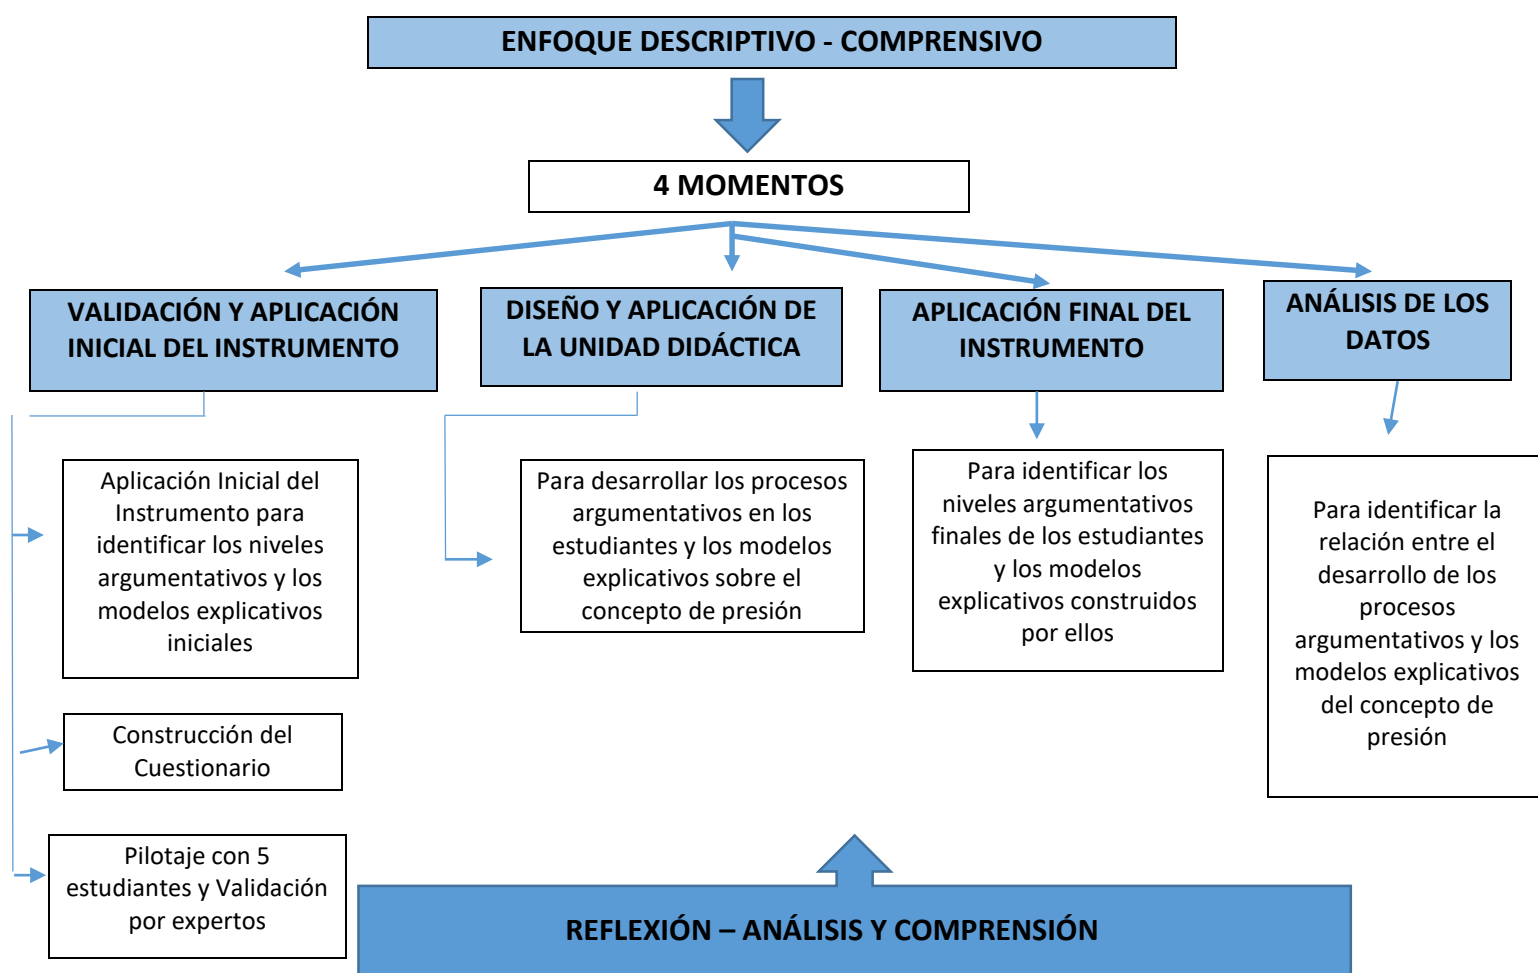 ENFOQUE DESCRIPTIVO - COMPRENSIVO
4 MOMENTOS
VALIDACIÓN Y APLICACIÓN
INICIAL DEL INSTRUMENTO
DISEÑO Y APLICACIÓN DE
LA UNIDAD DIDÁCTICA
APLICACIÓN FINAL DEL
INSTRUMENTO
ANÁLISIS DE LOS
DATOS
Aplicación Inicial del
Instrumento para
identificar los niveles
argumentativos y los
modelos explicativos
iniciales
Para desarrollar los procesos
argumentativos en los
estudiantes y los modelos
explicativos sobre el
concepto de presión
Para identificar los
niveles argumentativos
finales de los estudiantes
y los modelos
explicativos construidos
por ellos
Para identificar la
relación entre el
desarrollo de los
procesos
argumentativos y los
modelos explicativos
del concepto de
presión
Construcción del
Cuestionario
Pilotaje con 5
estudiantes y Validación
por expertos
REFLEXIÓN – ANÁLISIS Y COMPRENSIÓN